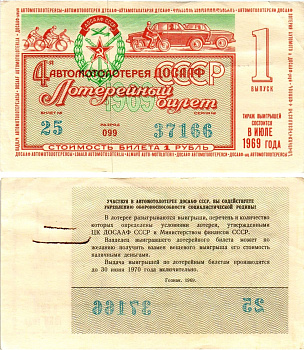 ДОСААФ СССР
4я АВТОМОТОЛОТЕРЕЯ ДОСААФ СССР
Лотерейный билет
1969
БИЛЕТ № РАЗРЯД СЕРИЯ №
25 099 37166
СТОИМОСТЬ БИЛЕТА 1 РУБЛЬ
1
ВЫПУСК
ТИРАЖ ВЫИГРЫШЕЙ
СОСТОИТСЯ
В ИЮЛЕ
1969 ГОДА
УЧАСТВУЯ В АВТОМОТОЛОТЕРЕЕ ДОСААФ СССР, ВЫ СОДЕЙСТВУЕТЕ
УКРЕПЛЕНИЮ ОБОРОНОСПОСОБНОСТИ СОЦИАЛИСТИЧЕСКОЙ РОДИНЫ!
В лотерее разыгрываются выигрыши, перечень и количество
которых определены условиями лотереи, утвержденными
ЦК ДОСААФ СССР и Министерством финансов СССР.
Владелец выигравшего лотерейного билета может по
желанию получить взамен вещевого выигрыша его стоимость
наличными деньгами.
Выдача выигрышей по лотерейным билетам производится
до 30 июня 1970 года включительно.
Гознак. 1969.
37166 25